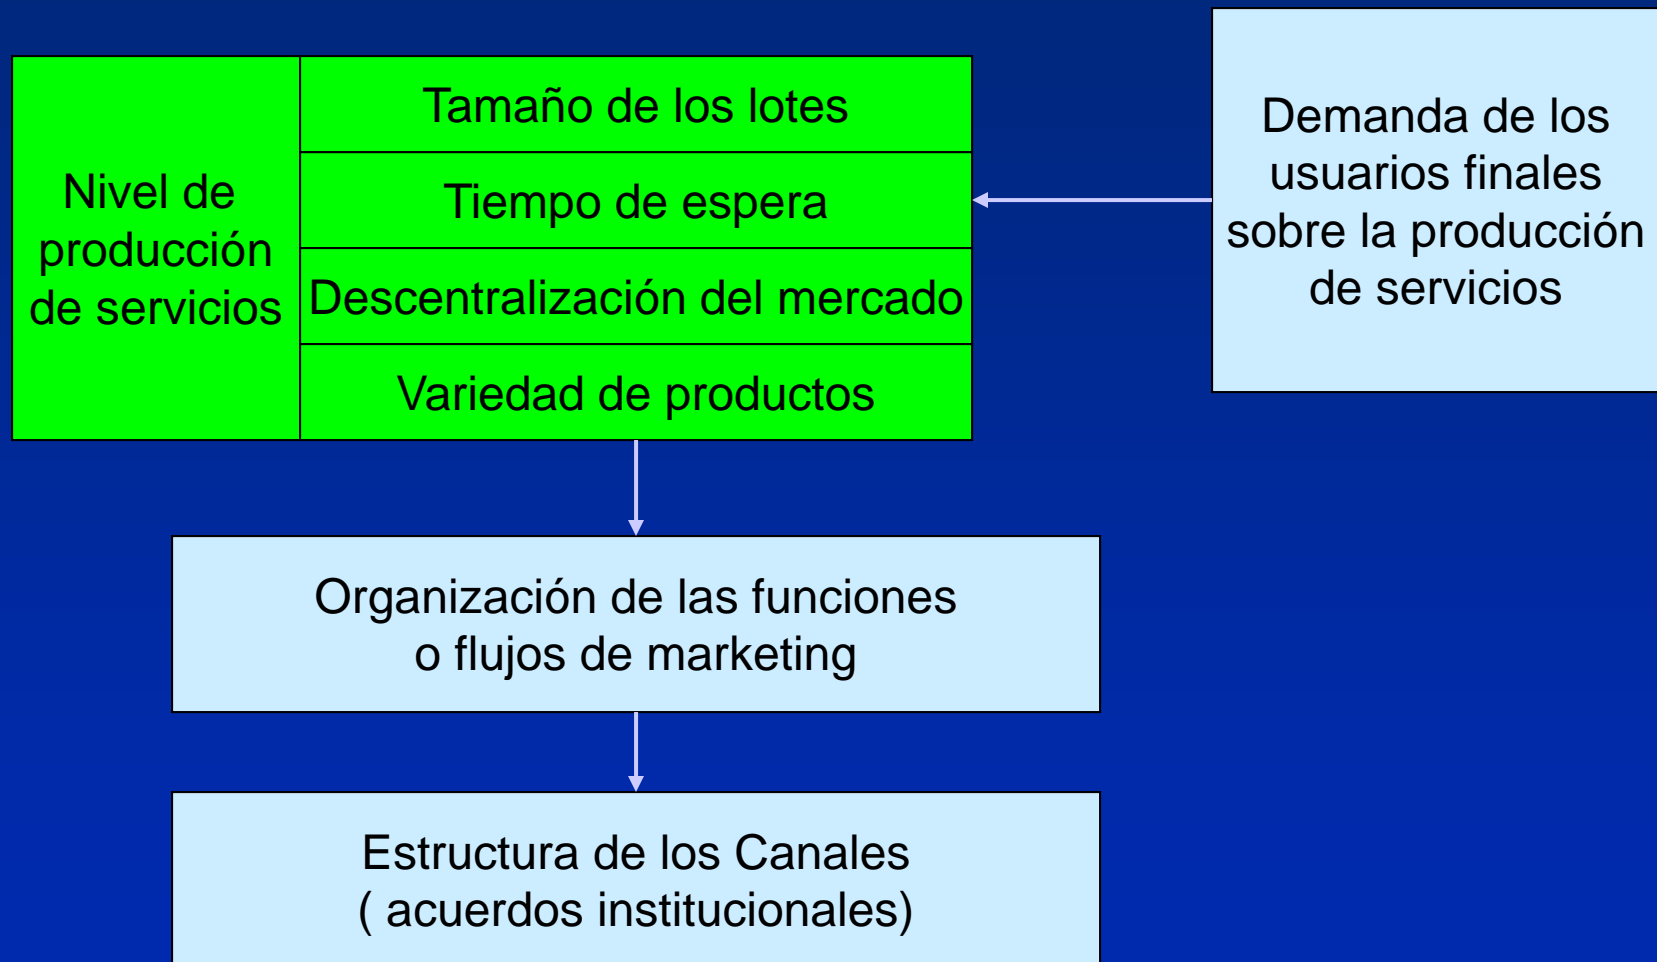 Nivel de
producción
de servicios
Tamaño de los lotes
Tiempo de espera
Descentralización del mercado
Variedad de productos
Demanda de los
usuarios finales
sobre la producción
de servicios
Organización de las funciones
o flujos de marketing
Estructura de los Canales
( acuerdos institucionales)